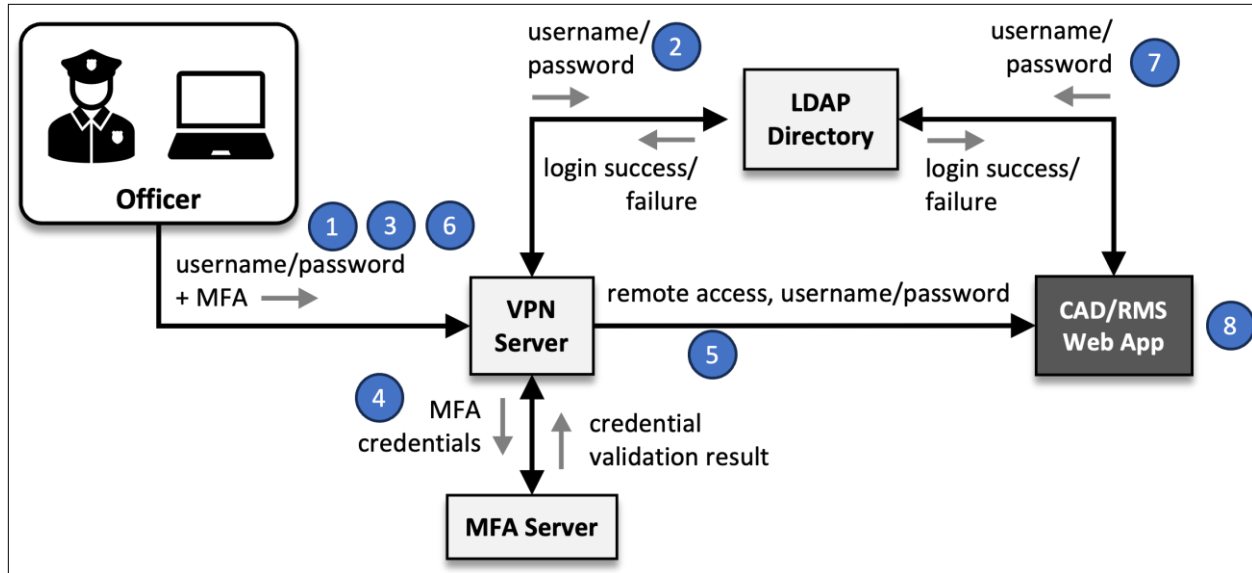 Officer
1
3
6
username/password
+ MFA
username/
password
2
login success/
failure
LDAP
Directory
username/
password
7
login success/
failure
VPN
Server
remote access, username/password
5
CAD/RMS
Web App
8
4
MFA
credentials
credential
validation result
MFA Server